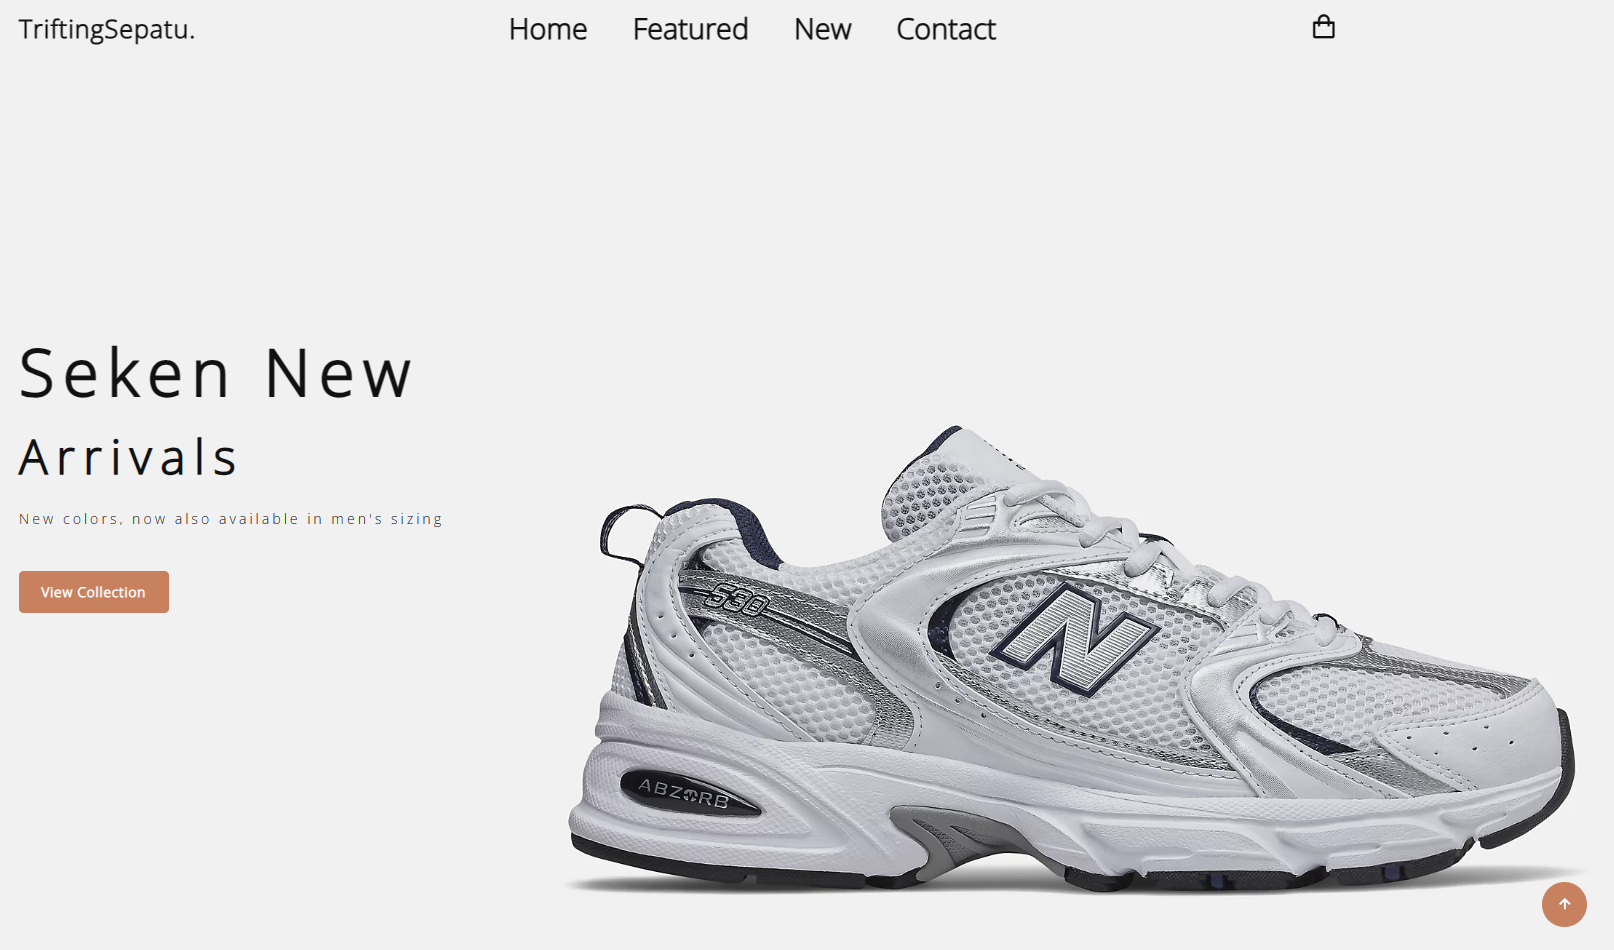 TriftingSepatu.
Home Featured New Contact
Seken New
Arrivals
New colors, now also available in men's sizing
View Collection
530
N
ABZORB